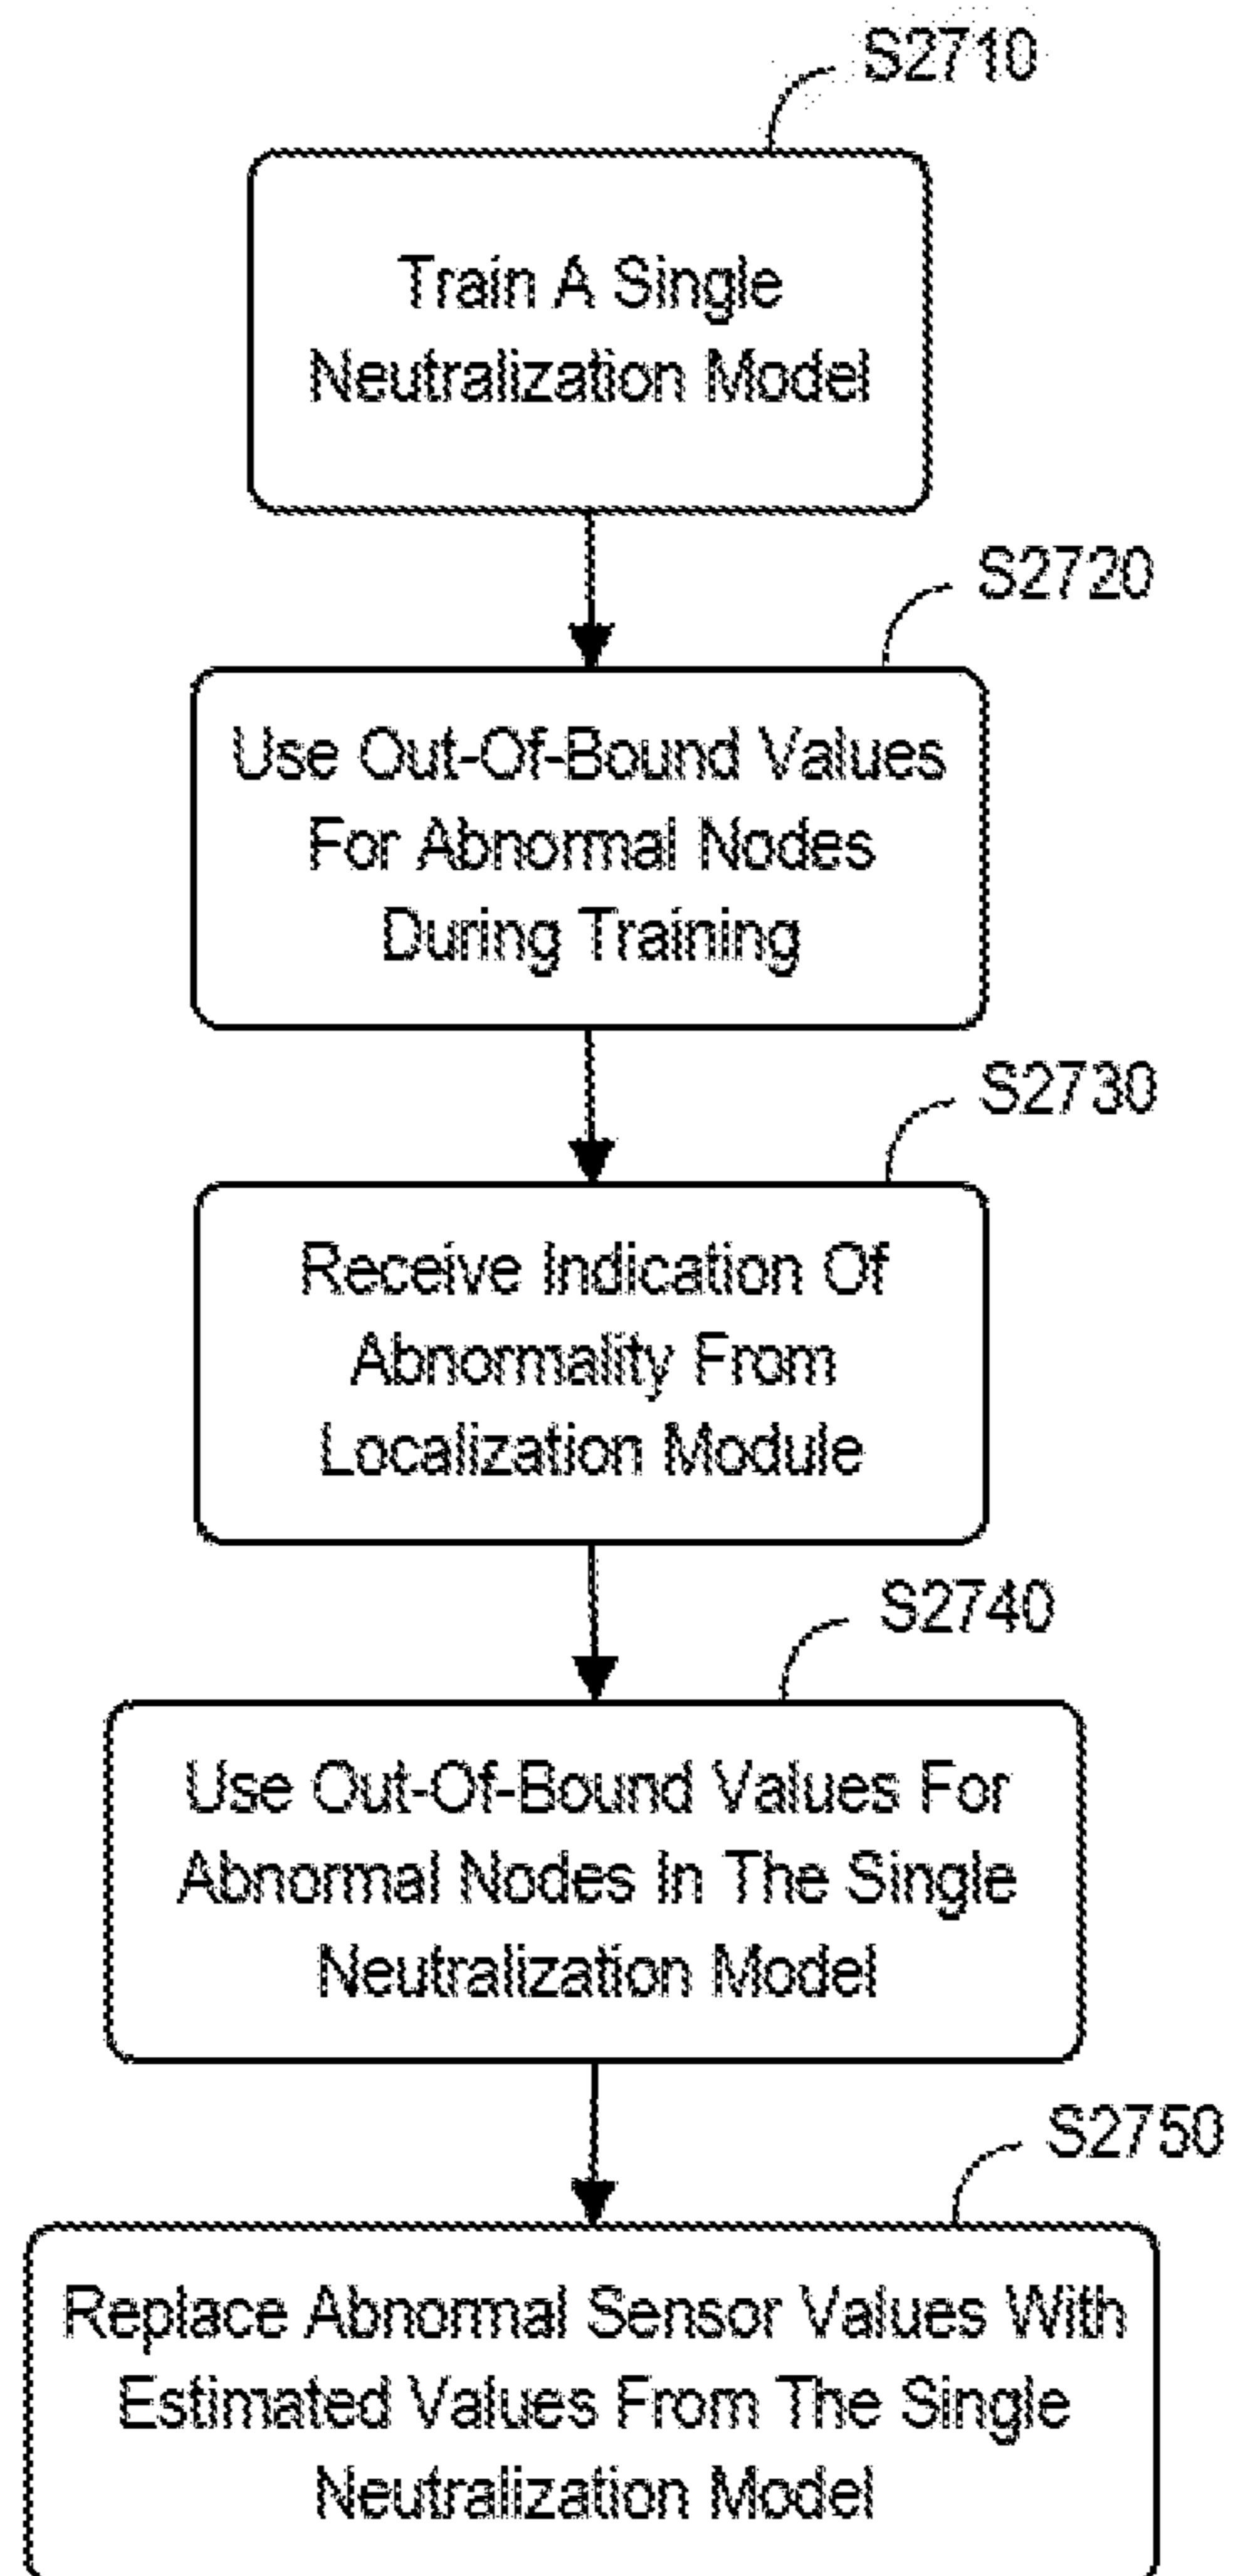 S2710
Train A Single
Neutralization Model
S2720
Use Out-Of-Bound Values
For Abnormal Nodes
During Training
S2730
Receive Indication Of
Abnormality From
Localization Module
S2740
Use Out-Of-Bound Values For
Abnormal Nodes In The Single
Neutralization Model
S2750
Replace Abnormal Sensor Values With
Estimated Values From The Single
Neutralization Model